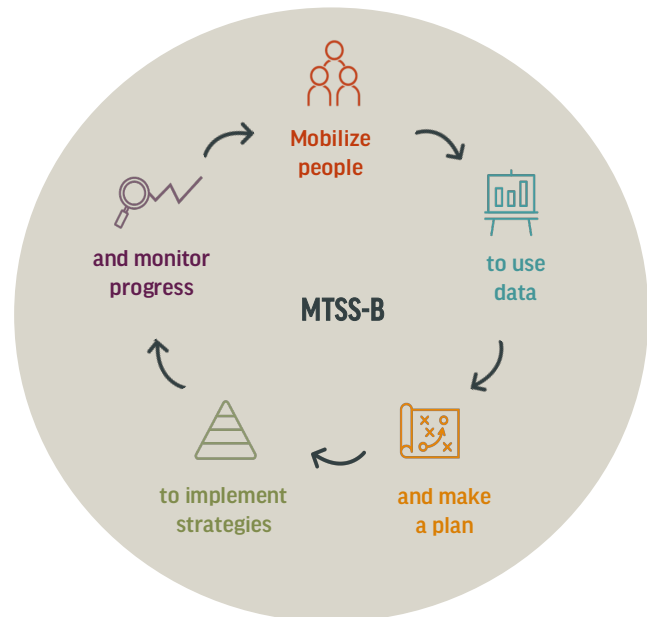 Mobilize
people
to use
data
and make
a plan
to implement
strategies
and monitor
progress
MTSS-B